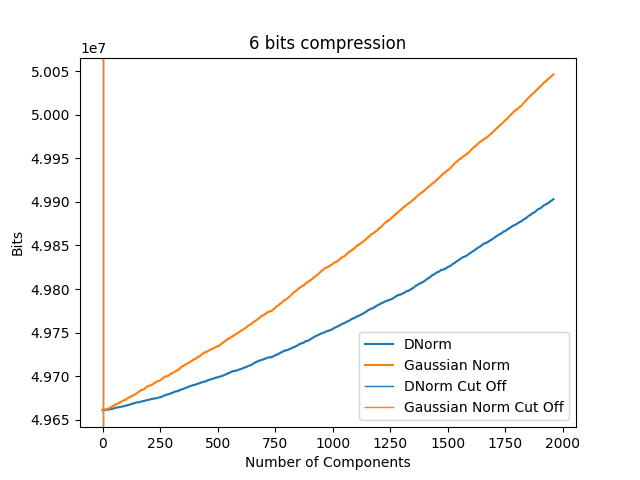 6 bits compression
1e7
5.005
5.000
4.995
4.990
4.985
4.980
4.975
4.970
4.965
Bits
DNorm
Gaussian Norm
DNorm Cut Off
Gaussian Norm Cut Off
0 250 500 750 1000 1250 1500 1750 2000
Number of Components